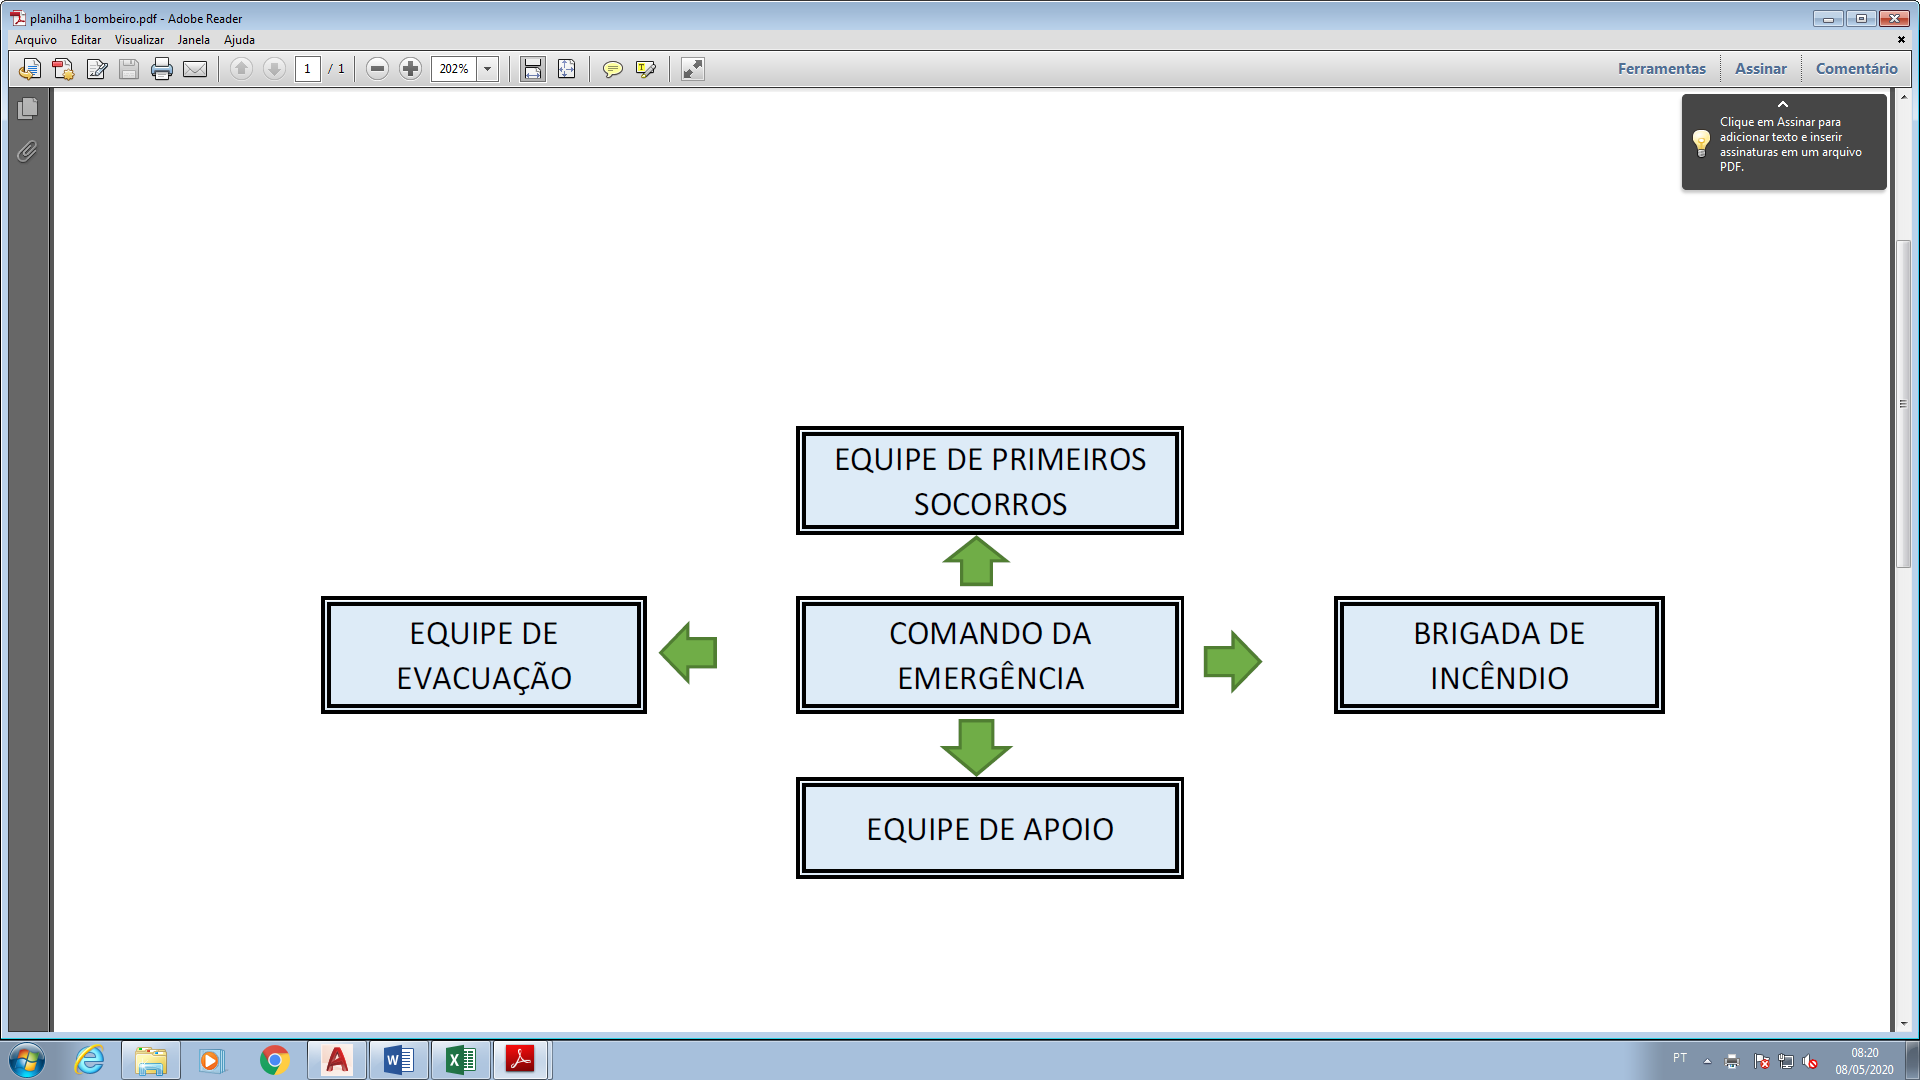 planilha 1 bombeiro.pdf - Adobe Reader
Arquivo Editar Visualizar Janela Ajuda
1 / 1
202%
Ferramentas Assinar Comentário
Clique em Assinar para
adicionar texto e inserir
assinaturas em um arquivo
PDF.
EQUIPE DE PRIMEIROS
SOCORROS
EQUIPE DE
EVACUAÇÃO
COMANDO DA
EMERGÊNCIA
BRIGADA DE
INCÊNDIO
EQUIPE DE APOIO
PT
08:20
08/05/2020